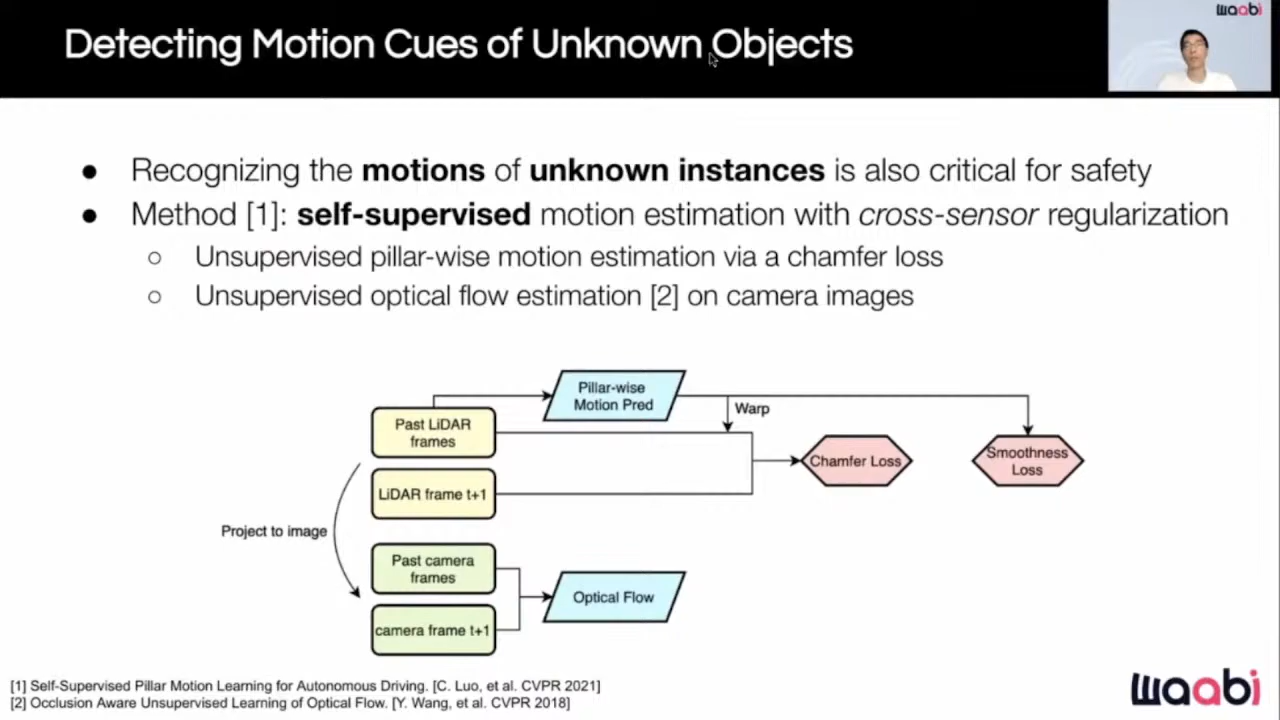 Detecting Motion Cues of Unknown Objects
waabi
● Recognizing the motions of unknown instances is also critical for safety
● Method [1]: self-supervised motion estimation with cross-sensor regularization
○ Unsupervised pillar-wise motion estimation via a chamfer loss
○ Unsupervised optical flow estimation [2] on camera images
Pillar-wise
Motion Pred
Warp
Past LiDAR
frames
Chamfer Loss
Smoothness
Loss
LiDAR frame t+1
Project to image
Past camera
frames
Optical Flow
camera frame t+1
[1] Self-Supervised Pillar Motion Learning for Autonomous Driving. [C. Luo, et al. CVPR 2021]
[2] Occlusion Aware Unsupervised Learning of Optical Flow. [Y. Wang, et al. CVPR 2018]
waabi